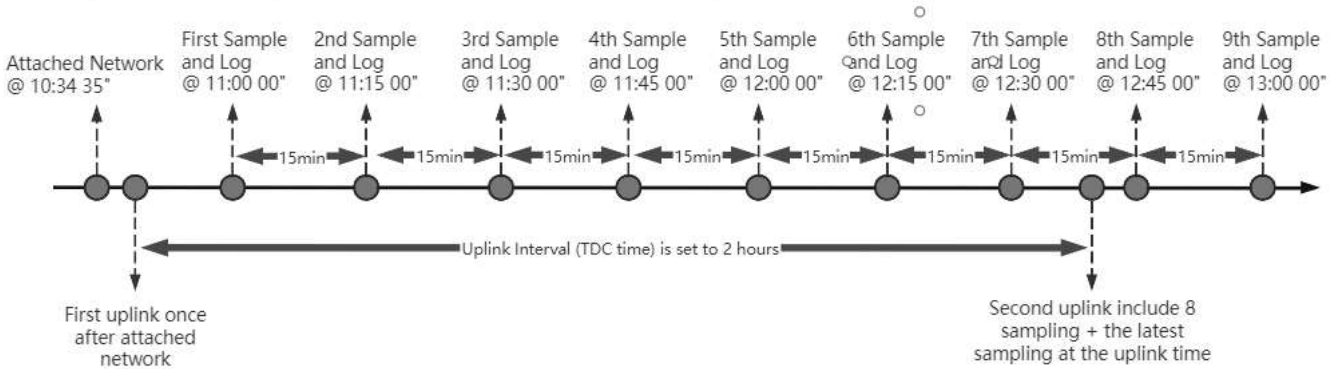 Attached Network
@ 10:34 35"
First Sample
and Log
@ 11:00 00"
2nd Sample
and Log
@ 11:15 00"
3rd Sample
and Log
@ 11:30 00"
4th Sample
and Log
@ 11:45 00"
5th Sample
and Log
@ 12:00 00"
6th Sample
and Log
@ 12:15 00"
7th Sample
and Log
@ 12:30 00"
8th Sample
and Log
@ 12:45 00"
9th Sample
and Log
@ 13:00 00"
15min
15min
15min
15min
15min
15min
15min
15min
Uplink Interval (TDC time) is set to 2 hours
First uplink once
after attached
network
Second uplink include 8
sampling + the latest
sampling at the uplink time